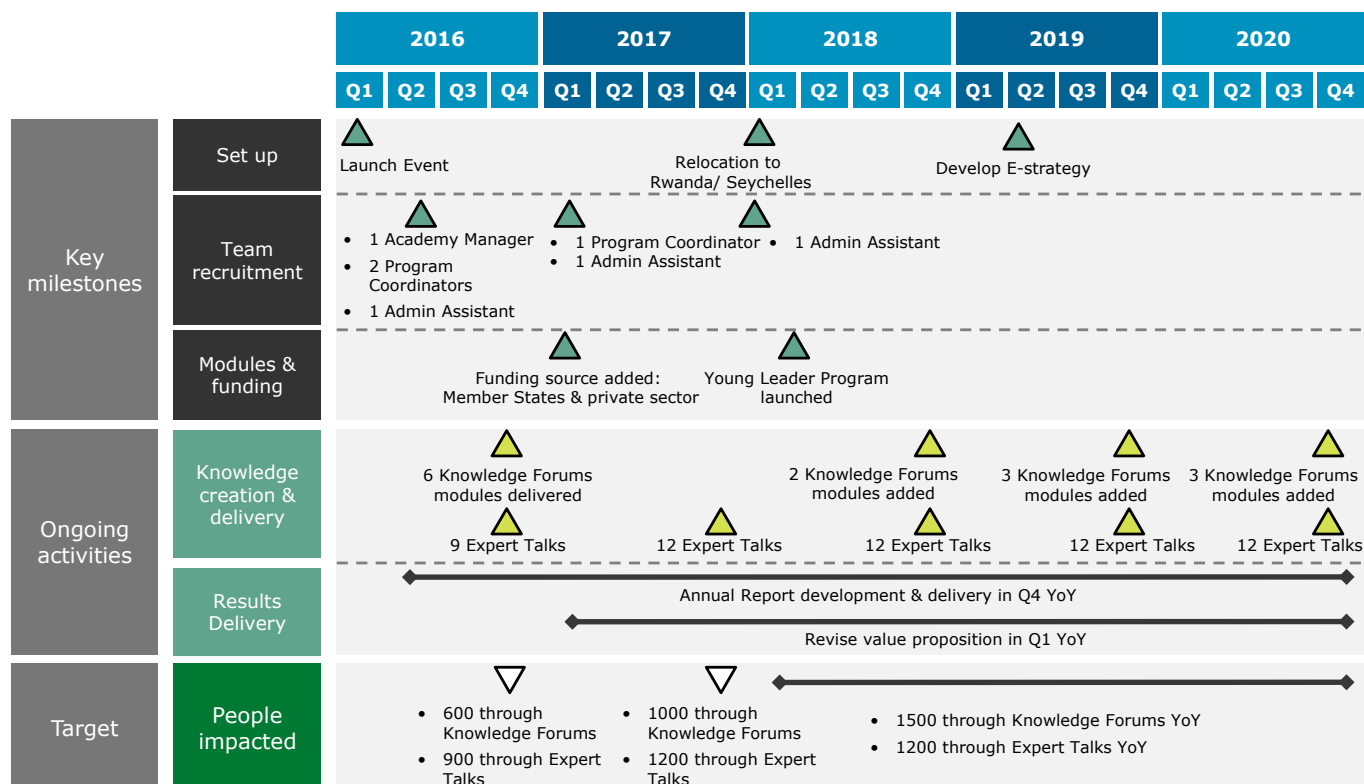 2016 2017 2018 2019 2020
Q1 Q2 Q3 Q4 Q1 Q2 Q3 Q4 Q1 Q2 Q3 Q4 Q1 Q2 Q3 Q4 Q1 Q2 Q3 Q4
Key
milestones
Set up
Launch Event
Relocation to
Rwanda/ Seychelles
Develop E-strategy
Team
recruitment
• 1 Academy Manager
• 2 Program
Coordinators
• 1 Admin Assistant
• 1 Program Coordinator
• 1 Admin Assistant
• 1 Admin Assistant
Modules &
funding
Funding source added:
Member States & private sector
Young Leader Program
launched
Ongoing
activities
Knowledge
creation &
delivery
6 Knowledge Forums
modules delivered
2 Knowledge Forums
modules added
3 Knowledge Forums
modules added
3 Knowledge Forums
modules added
9 Expert Talks
12 Expert Talks
12 Expert Talks
12 Expert Talks
12 Expert Talks
Results
Delivery
Annual Report development & delivery in Q4 YoY
Revise value proposition in Q1 YoY
Target
People
impacted
• 600 through
Knowledge Forums
• 900 through Expert
Talks
• 1000 through
Knowledge Forums
• 1200 through Expert
Talks
• 1500 through Knowledge Forums YoY
• 1200 through Expert Talks YoY